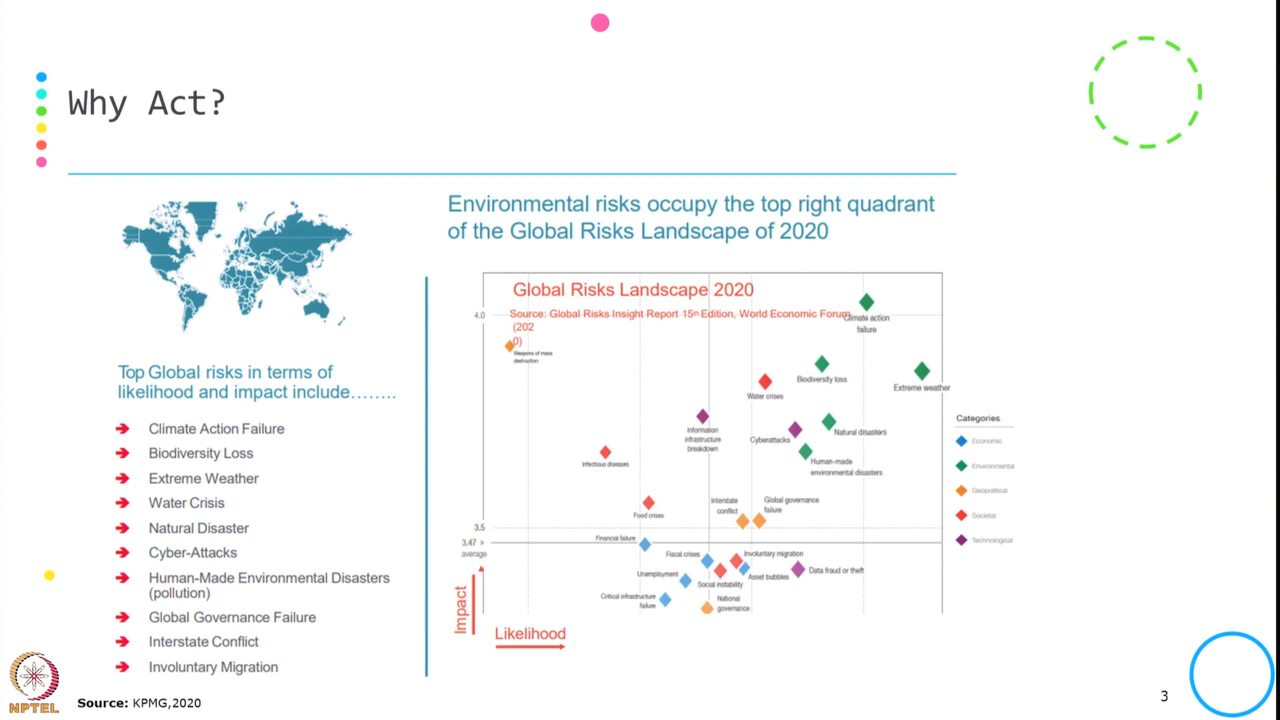 Why Act?
Environmental risks occupy the top right quadrant
of the Global Risks Landscape of 2020
Top Global risks in terms of
likelihood and impact include……..
Climate Action Failure
Biodiversity Loss
Extreme Weather
Water Crisis
Natural Disaster
Cyber-Attacks
Human-Made Environmental Disasters
(pollution)
Global Governance Failure
Interstate Conflict
Involuntary Migration
Global Risks Landscape 2020
Source: Global Risks Insight Report 15th Edition, World Economic Forum,
(202
0)
4.0
Climate action
failure
Weapons of mass
destruction
Biodiversity loss
Extreme weather
Water crises
Information
infrastructure
breakdown
Cyberattacks
Natural disasters
Infectious diseases
Human-made
environmental disasters
Food crises
Interstate
conflict
Global governance
failure
3.5
3.47
average
Financial failure
Fiscal crises
Involuntary migration
Unemployment
Social instability
Asset bubbles
Data fraud or theft
Critical infrastructure
failure
National
governance
Categories
Economic
Environmental
Geopolitical
Societal
Technological
Impact
Likelihood
NPTEL
Source: KPMG,2020
3